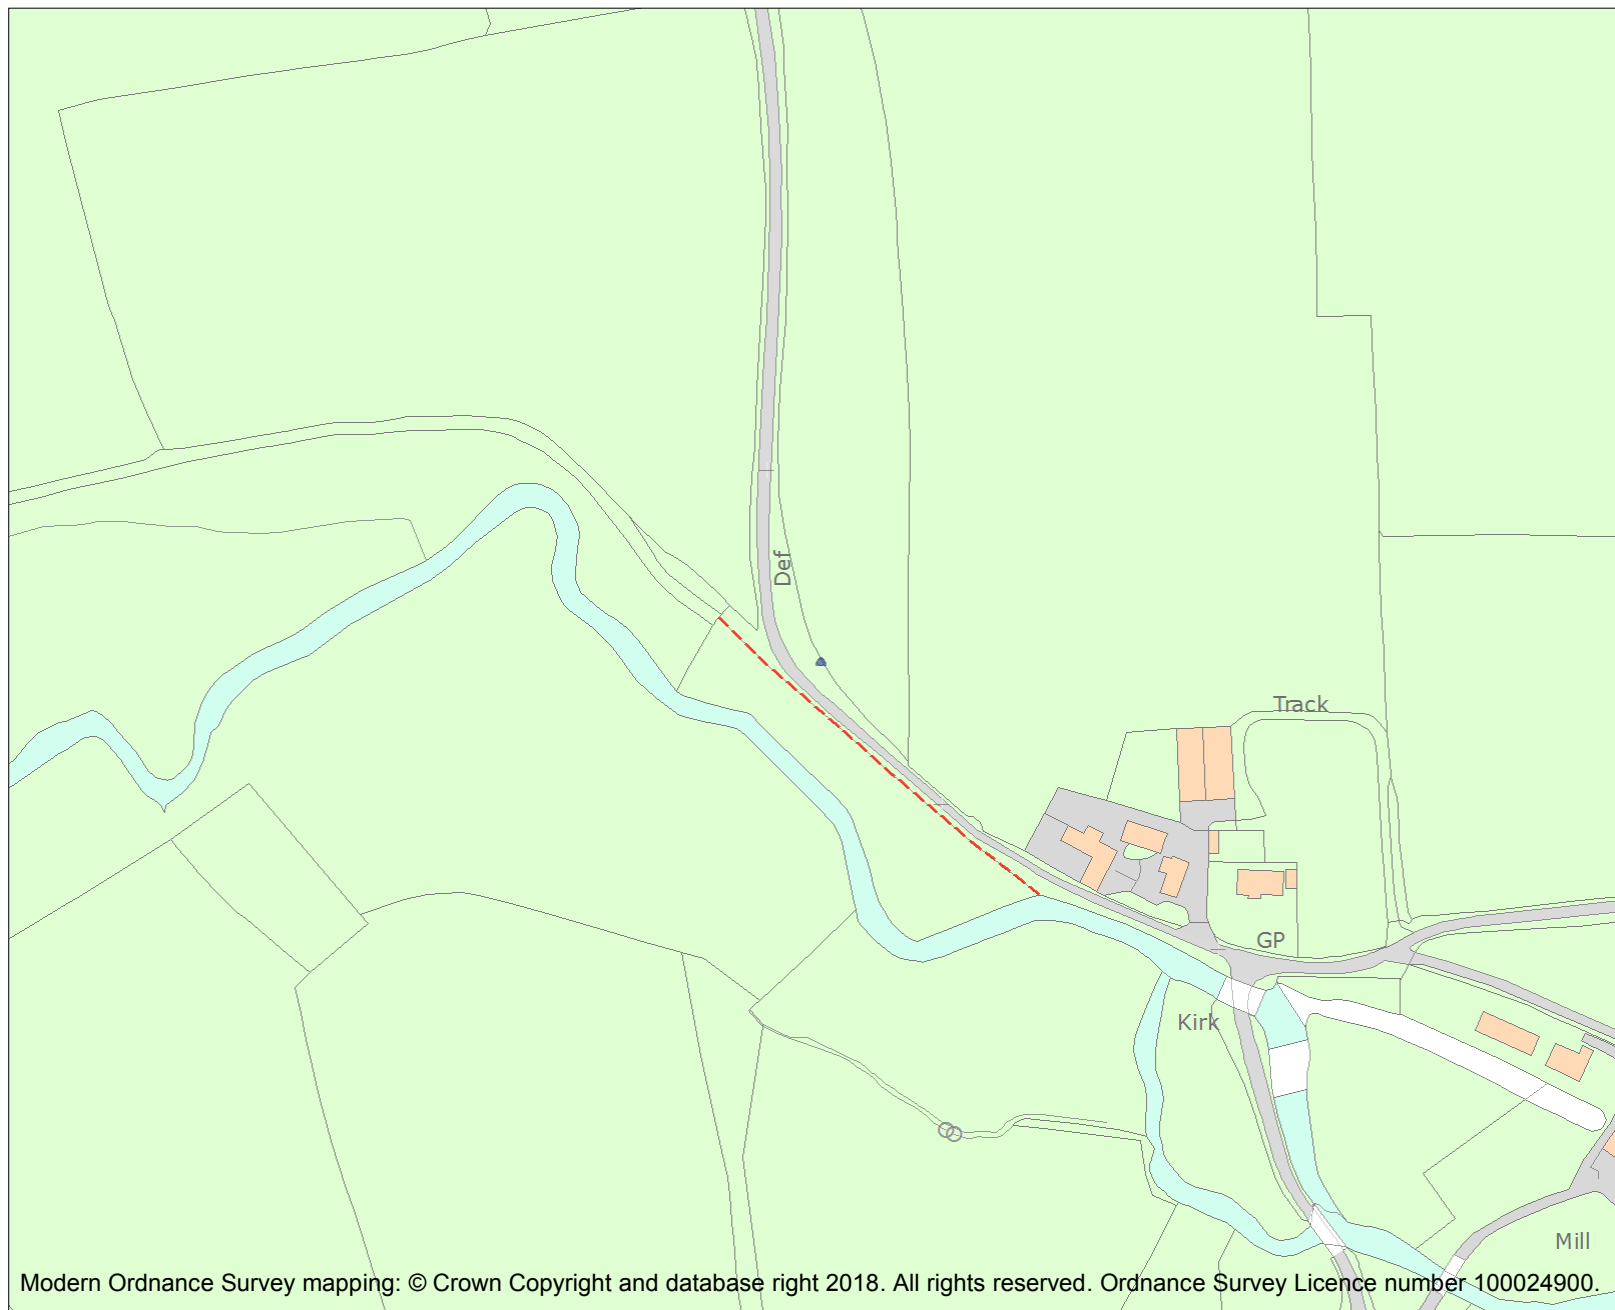 Def
Track
GP
Kirk
Mill
Modern Ordnance Survey mapping: © Crown Copyright and database right 2018. All rights reserved. Ordnance Survey Licence number 100024900.